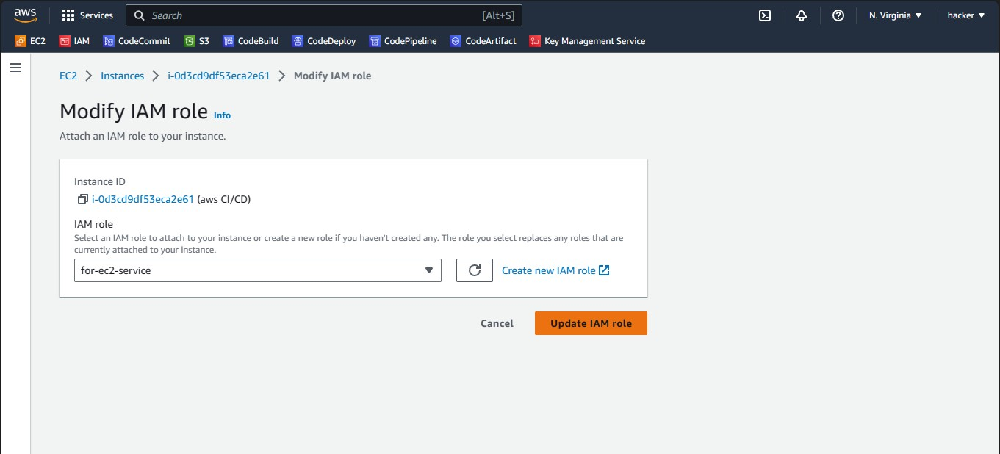 aws Services Search [Alt+S] N. Virginia hacker
EC2 IAM CodeCommit S3 CodeBuild CodeDeploy CodePipeline CodeArtifact Key Management Service
EC2 Instances i-0d3cd9df53eca2e61 Modify IAM role
Modify IAM role Info
Attach an IAM role to your instance.
Instance ID
i-0d3cd9df53eca2e61 (aws CI/CD)
IAM role
Select an IAM role to attach to your instance or create a new role if you haven't created any. The role you select replaces any roles that are
currently attached to your instance.
for-ec2-service Create new IAM role
Cancel Update IAM role